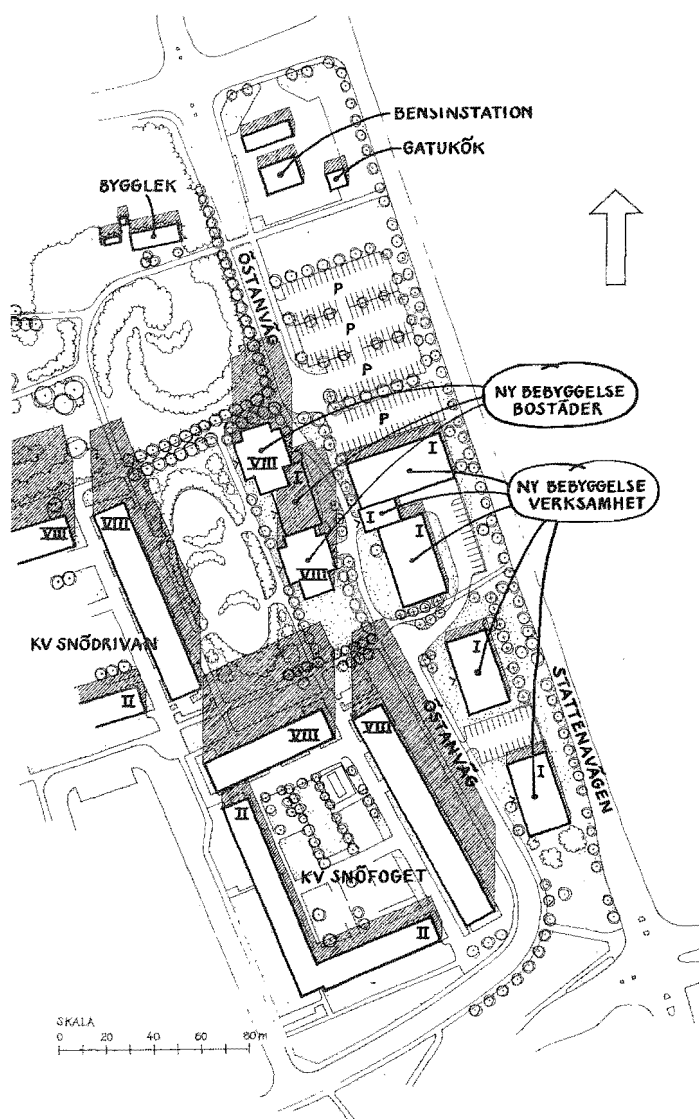 BENSINSTATION
GATUKÖK
BYGGLEK
ÖSTANVÄG
P
P
P
P
NY BEBYGGELSE
BOSTÄDER
VIII
I
I
NY BEBYGGELSE
VERKSAMHET
I
I
VIII
VIII
VIII
KV SNÖDRIVAN
II
I
STATTENAVÄGEN
ÖSTANVÄG
VIII
VIII
I
II
KV SNÖFOGET
II
SKALA
0 20 40 60 80 m